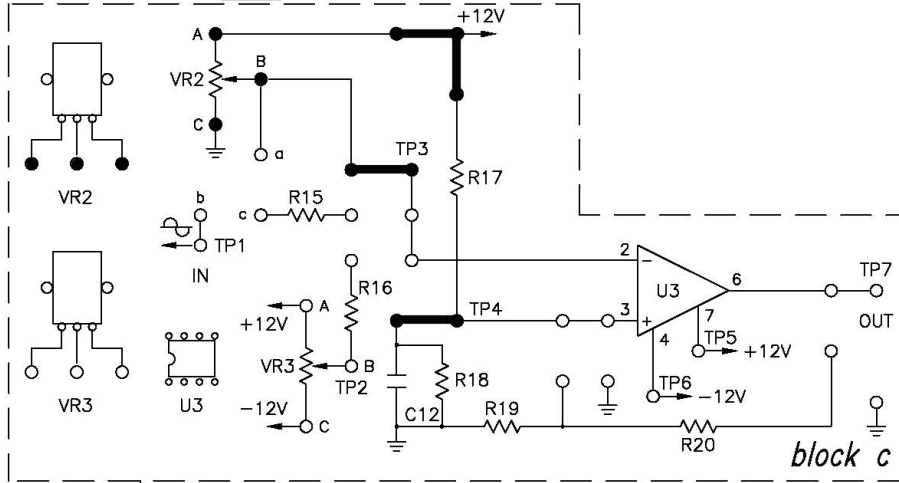 +12V
A
B
VR2
C
a
TP3
R17
VR2
b
c
R15
TP1
IN
2
−
6
TP7
U3
R16
A
+12V
TP4
3
+
7
4
OUT
TP5
+12V
VR3
B
TP2
R18
TP6
−12V
VR3
U3
−12V
C
C12
R19
R20
block c